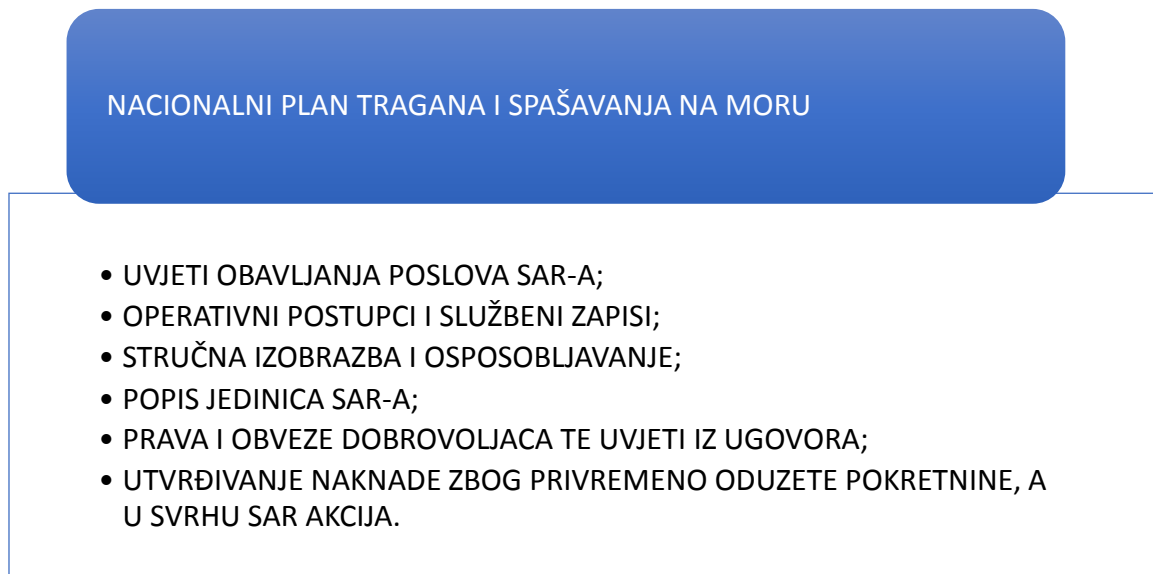 NACIONALNI PLAN TRAGANA I SPAŠAVANJA NA MORU
• UVJETI OBAVLJANJA POSLOVA SAR-A;
• OPERATIVNI POSTUPCI I SLUŽBENI ZAPISI;
• STRUČNA IZOBRAZBA I OSPOSOBLJAVANJE;
• POPIS JEDINICA SAR-A;
• PRAVA I OBVEZE DOBROVOLJACA TE UVJETI IZ UGOVORA;
• UTVRĐIVANJE NAKNADE ZBOG PRIVREMENO ODUZETE POKRETNINE, A
U SVRHU SAR AKCIJA.